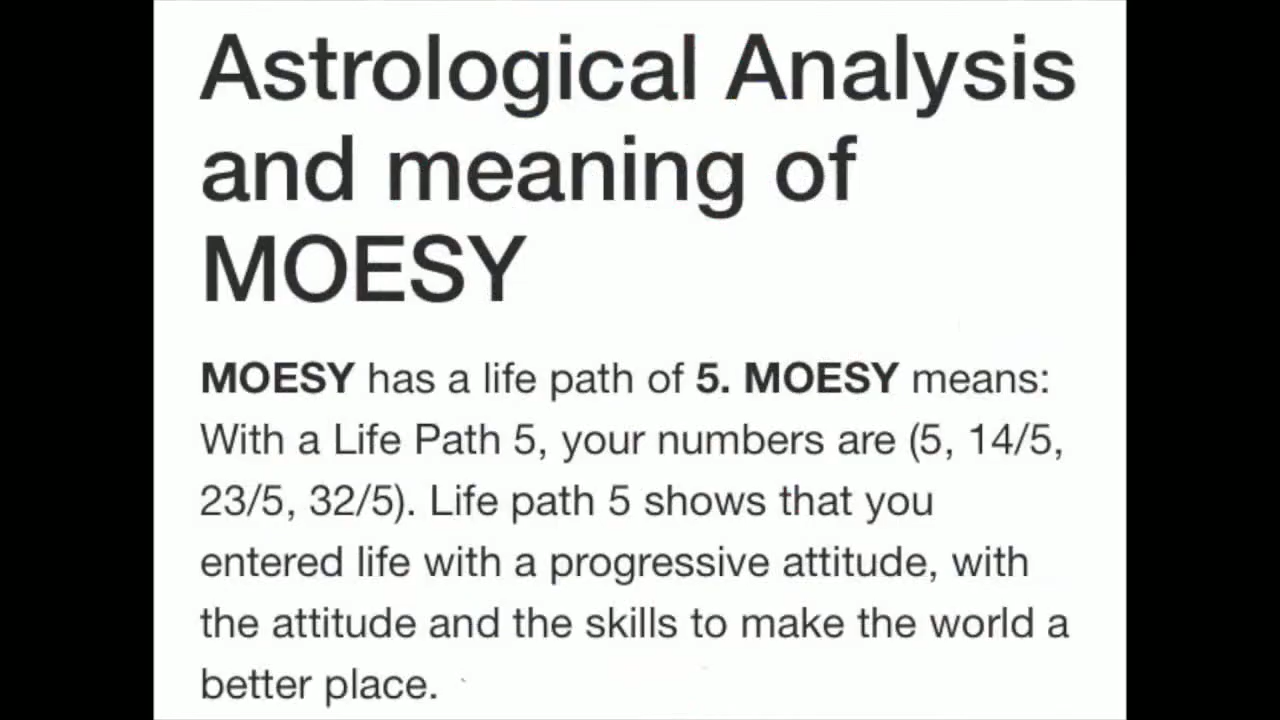 Astrological Analysis
and meaning of
MOESY
MOESY has a life path of 5. MOESY means:
With a Life Path 5, your numbers are (5, 14/5,
23/5, 32/5). Life path 5 shows that you
entered life with a progressive attitude, with
the attitude and the skills to make the world a
better place.